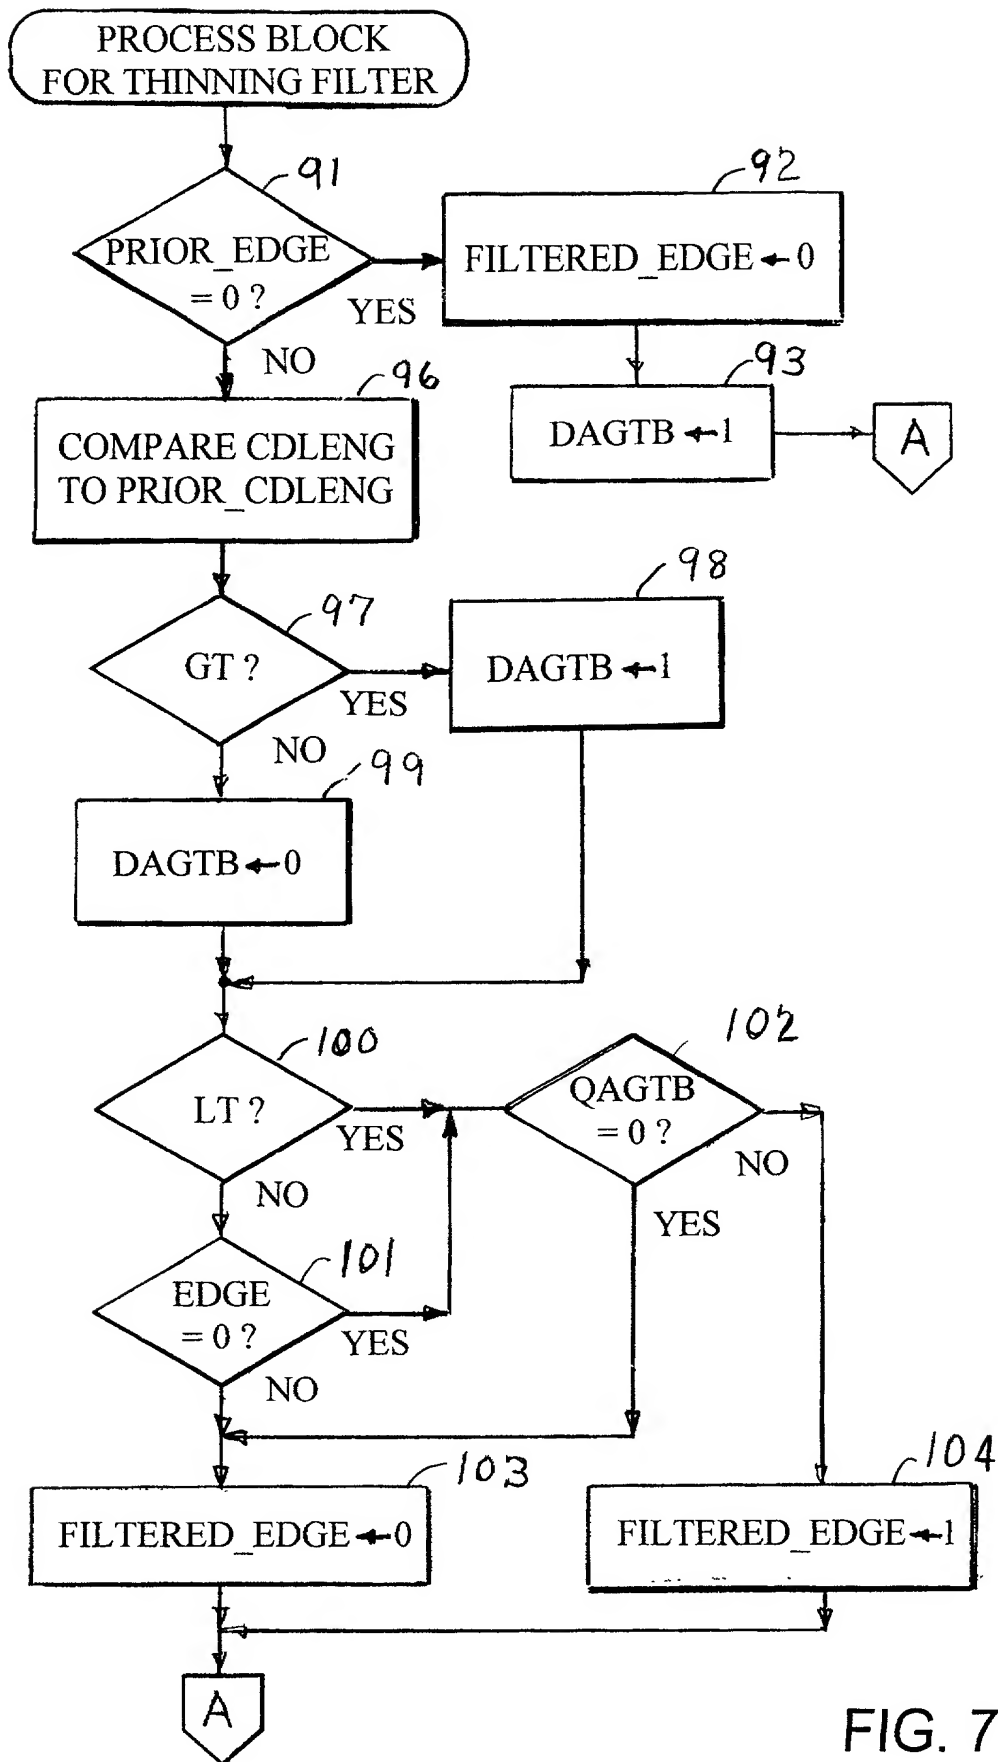 PROCESS BLOCK
FOR THINNING FILTER
91
PRIOR_EDGE
= 0 ?
YES
NO
92
FILTERED_EDGE ← 0
93
DAGTB ← 1
A
96
COMPARE CDLENG
TO PRIOR_CDLENG
97
GT ?
YES
NO
98
DAGTB ← 1
99
DAGTB ← 0
100
LT ?
YES
NO
102
QAGTB
= 0 ?
NO
YES
101
EDGE
= 0 ?
YES
NO
103
FILTERED_EDGE ← 0
104
FILTERED_EDGE ← 1
A
FIG. 7